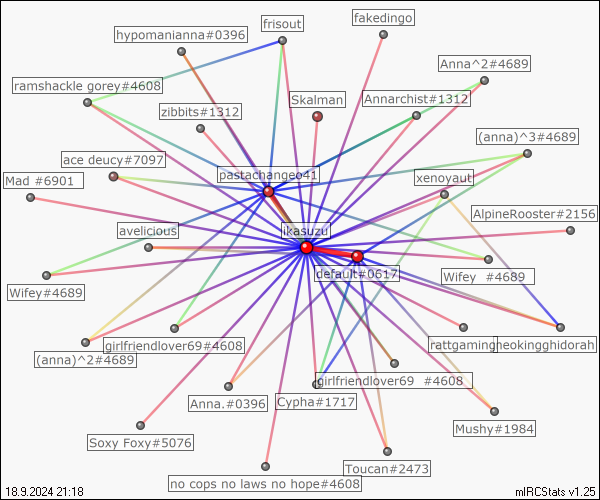 frisout
fakedingo
hypomanianna#0396
Anna^2#4689
ramshackle gorey#4608
Skalman
Annarchist#1312
zibbits#1312
(anna)^3#4689
ace deucy#7097
pastachangeo41
xenoyaut
Mad #6901
AlpineRooster#2156
avelicious
ikasuzu
default#0617
Wifey #4689
Wifey#4689
girlfriendlover69#4608
rattgaming
heokingghidorah
(anna)^2#4689
girlfriendlover69 #4608
Anna.#0396
Cypha#1717
Mushy#1984
Soxy Foxy#5076
Toucan#2473
no cops no laws no hope#4608
18.9.2024 21:18
mIRCStats v1.25